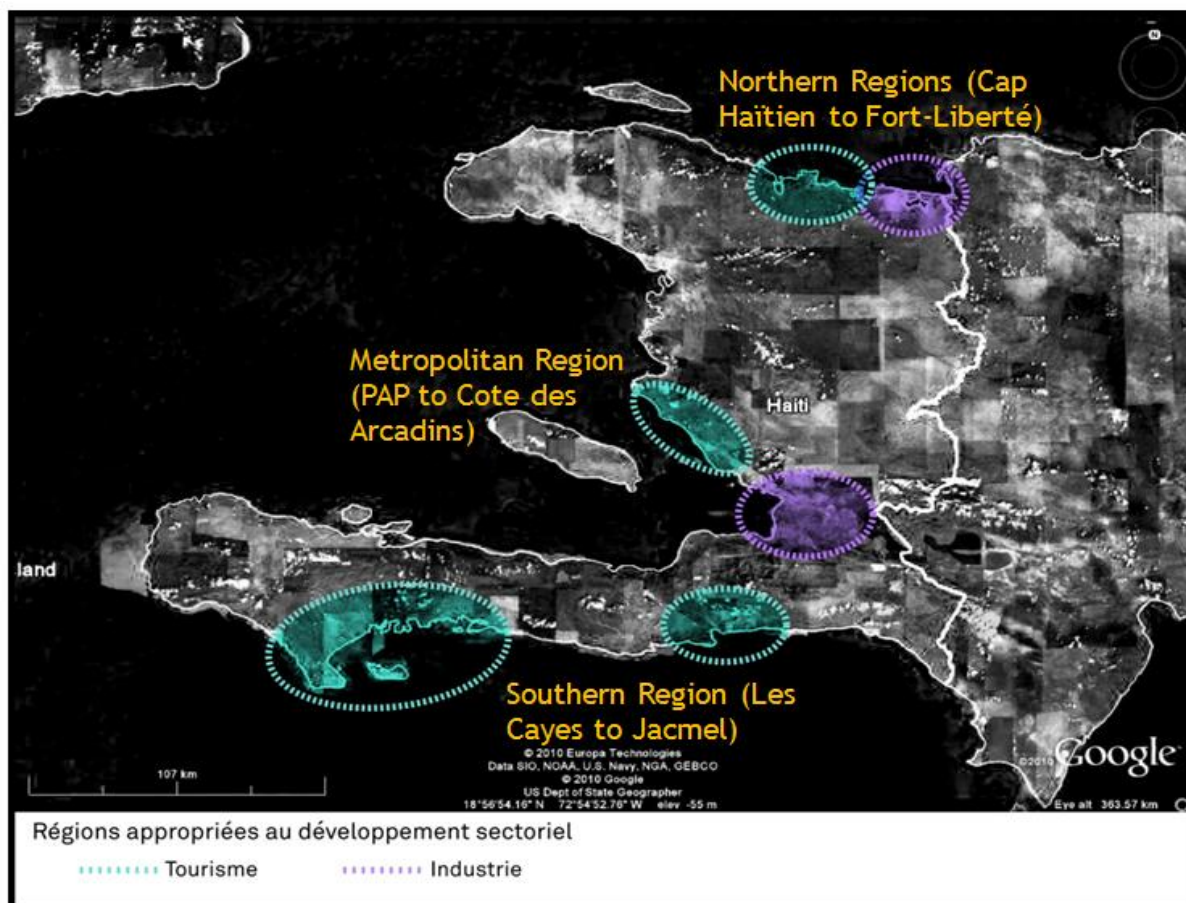 N
Northern Regions (Cap
Haïtien to Fort-Liberté)
Metropolitan Region
(PAP to Cote des
Arcadins)
Haiti
land
Southern Region (Les
Cayes to Jacmel)
© 2010 Europa Technologies
Data SIO, NOAA, U.S. Navy, NGA, GEBCO
© 2010 Google
US Dept of State Geographer
18°56'54.16" N 72°54'52.76" W elev -55 m
107 km
©2010 Google
Eye alt 363.57 km
Régions appropriées au développement sectoriel
Tourisme
Industrie